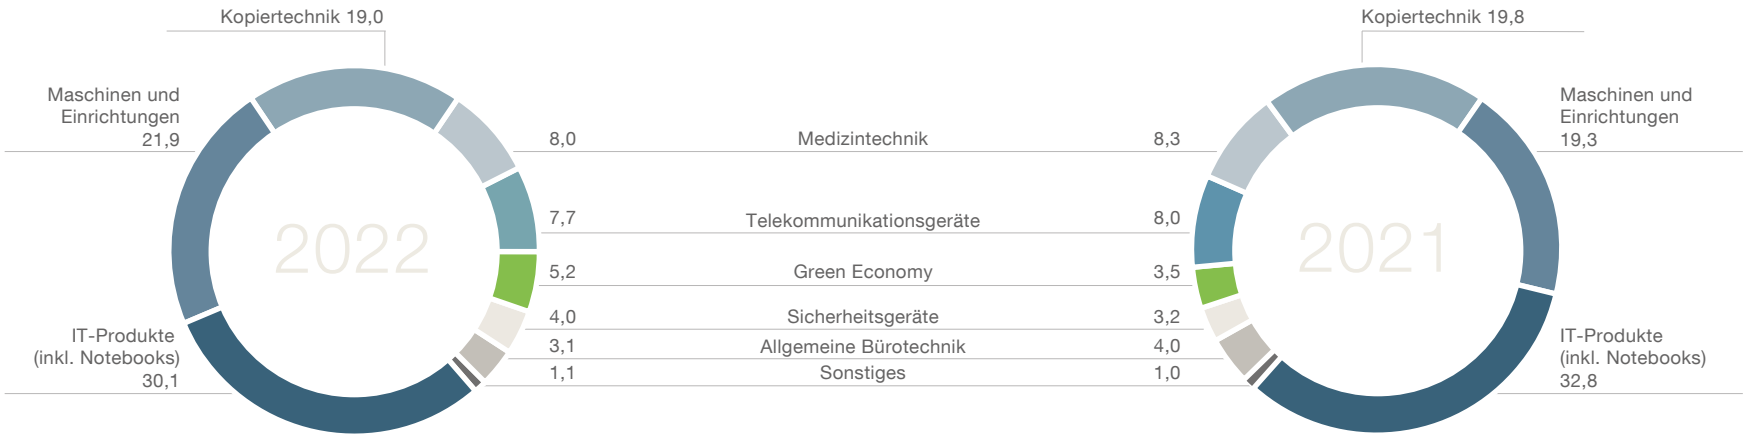 Kopiertechnik 19,0
Kopiertechnik 19,8
Maschinen und
Einrichtungen
21,9
Maschinen und
Einrichtungen
19,3
8,0 Medizintechnik 8,3
7,7 Telekommunikationsgeräte 8,0
2022
2021
5,2 Green Economy 3,5
4,0 Sicherheitsgeräte 3,2
3,1 Allgemeine Bürotechnik 4,0
1,1 Sonstiges 1,0
IT-Produkte
(inkl. Notebooks)
30,1
IT-Produkte
(inkl. Notebooks)
32,8